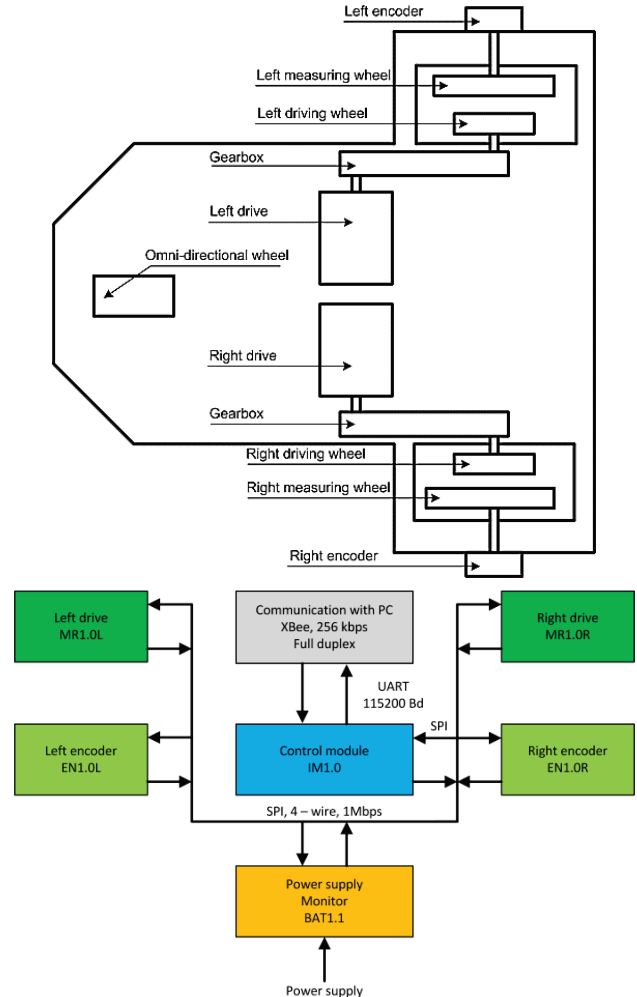 Left encoder
Left measuring wheel
Left driving wheel
Gearbox
Left drive
Omni-directional wheel
Right drive
Gearbox
Right driving wheel
Right measuring wheel
Right encoder
Left drive
MR1.0L
Communication with PC
XBee, 256 kbps
Full duplex
Right drive
MR1.0R
UART
115200 Bd
Left encoder
EN1.0L
Control module
IM1.0
SPI
Right encoder
EN1.0R
SPI, 4 – wire, 1Mbps
Power supply
Monitor
BAT1.1
Power supply